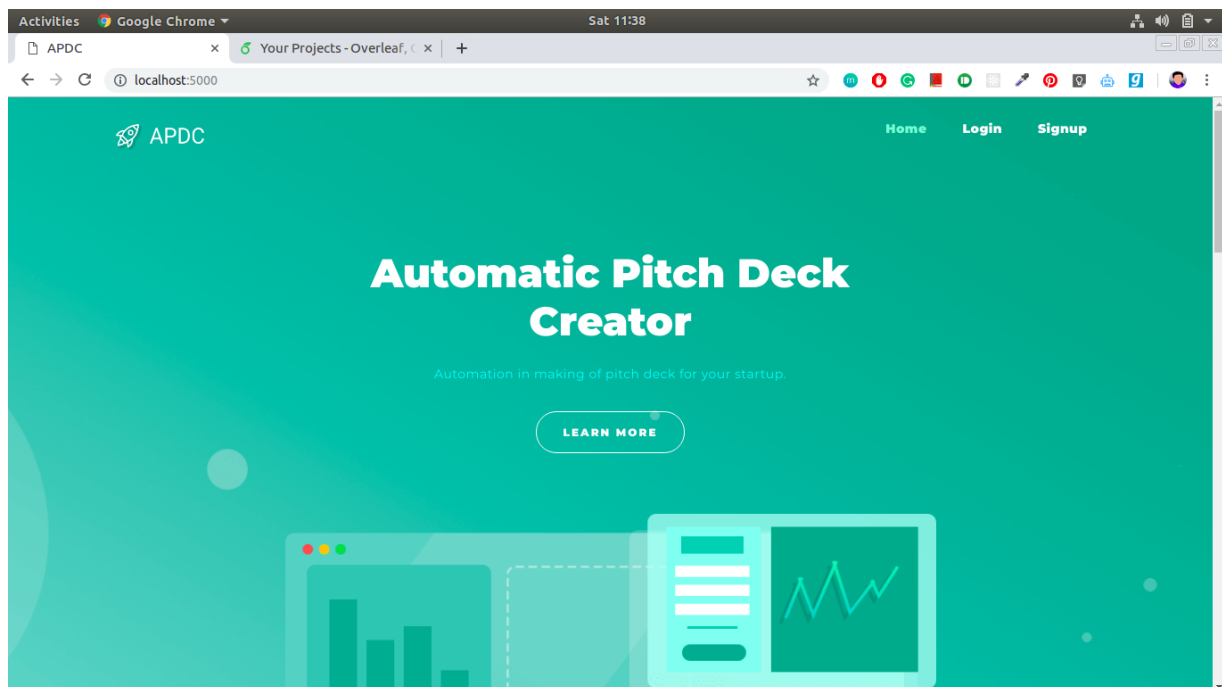 Activities Google Chrome Sat 11:38
APDC Your Projects - Overleaf,
localhost:5000
APDC Home Login Signup
Automatic Pitch Deck
Creator
Automation in making of pitch deck for your startup.
LEARN MORE